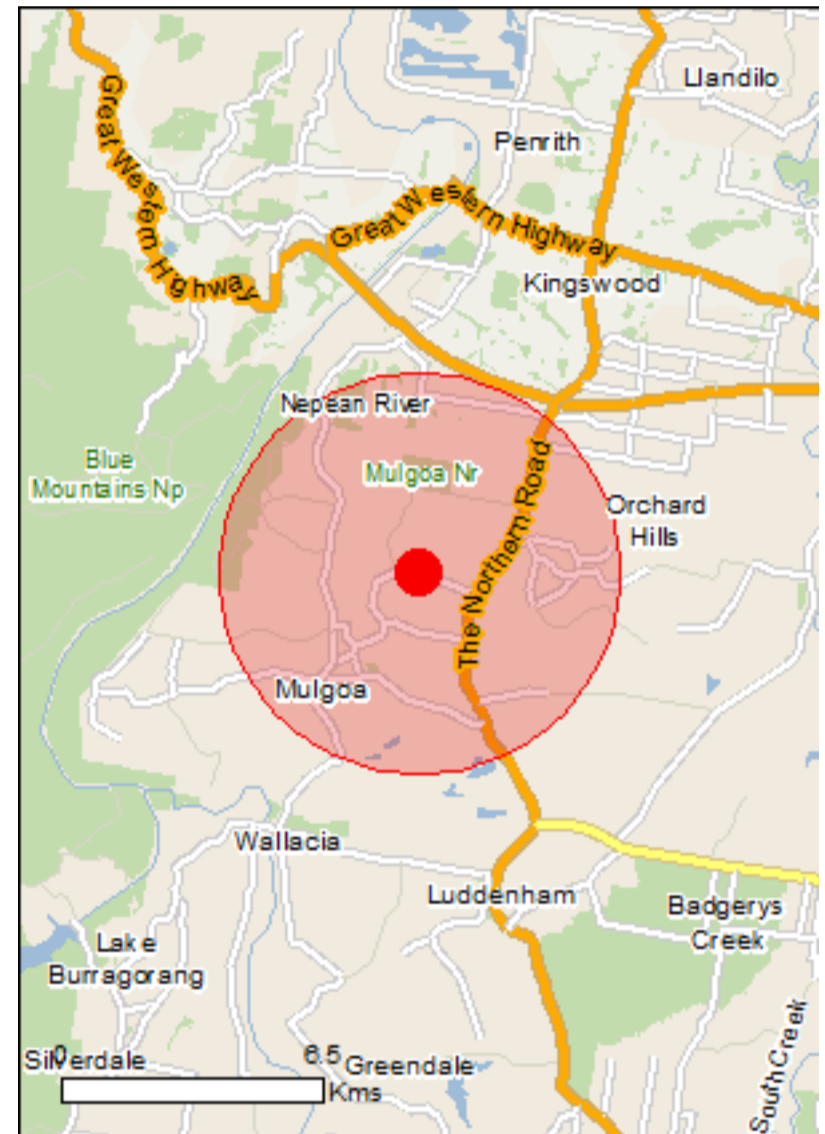 Llandilo
Great Western Highway
Penrith
Great Western Highway
Kingswood
Nepean River
Blue
Mountains Np
Mulgoa Nr
The Northern Road
Orchard
Hills
Mulgoa
Wallacia
Luddenham
Badgerys
Creek
Lake
Burragorang
South Creek
Silverdale
0
6.5
Greendale
Kms